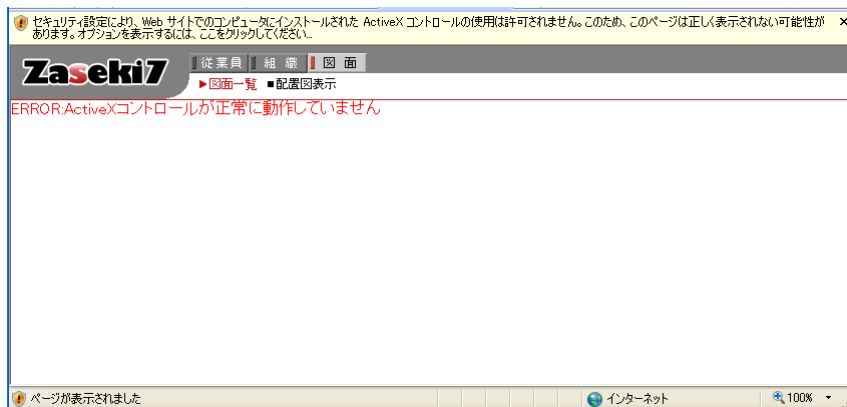 セキュリティ設定により、Web サイトでのコンピュータにインストールされた ActiveX コントロールの使用は許可されません。このため、このページは正しく表示されない可能性が
あります。オプションを表示するには、ここをクリックしてください...
Zaseki7
従業員 組織 図面
▶図面一覧 ■配置図表示
ERROR:ActiveXコントロールが正常に動作していません
ページが表示されました インターネット 100%